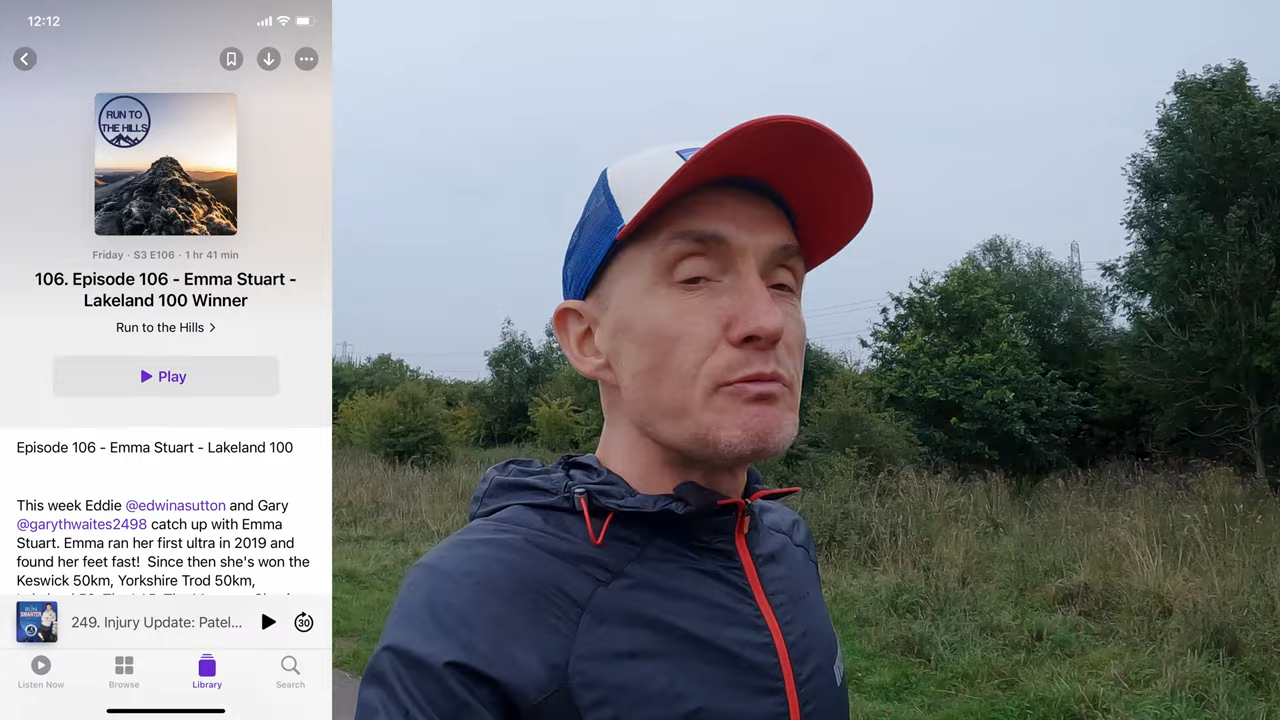 12:12
RUN TO
THE HILLS
Friday · S3 E106 · 1 hr 41 min
106. Episode 106 - Emma Stuart -
Lakeland 100 Winner
Run to the Hills
Play
Episode 106 - Emma Stuart - Lakeland 100
This week Eddie @edwinasutton and Gary
@garythwaites2498 catch up with Emma
Stuart. Emma ran her first ultra in 2019 and
found her feet fast!  Since then she's won the
Keswick 50km, Yorkshire Trod 50km,
RUN
SMARTER
249. Injury Update: Patel...
30
Listen Now
Browse
Library
Search